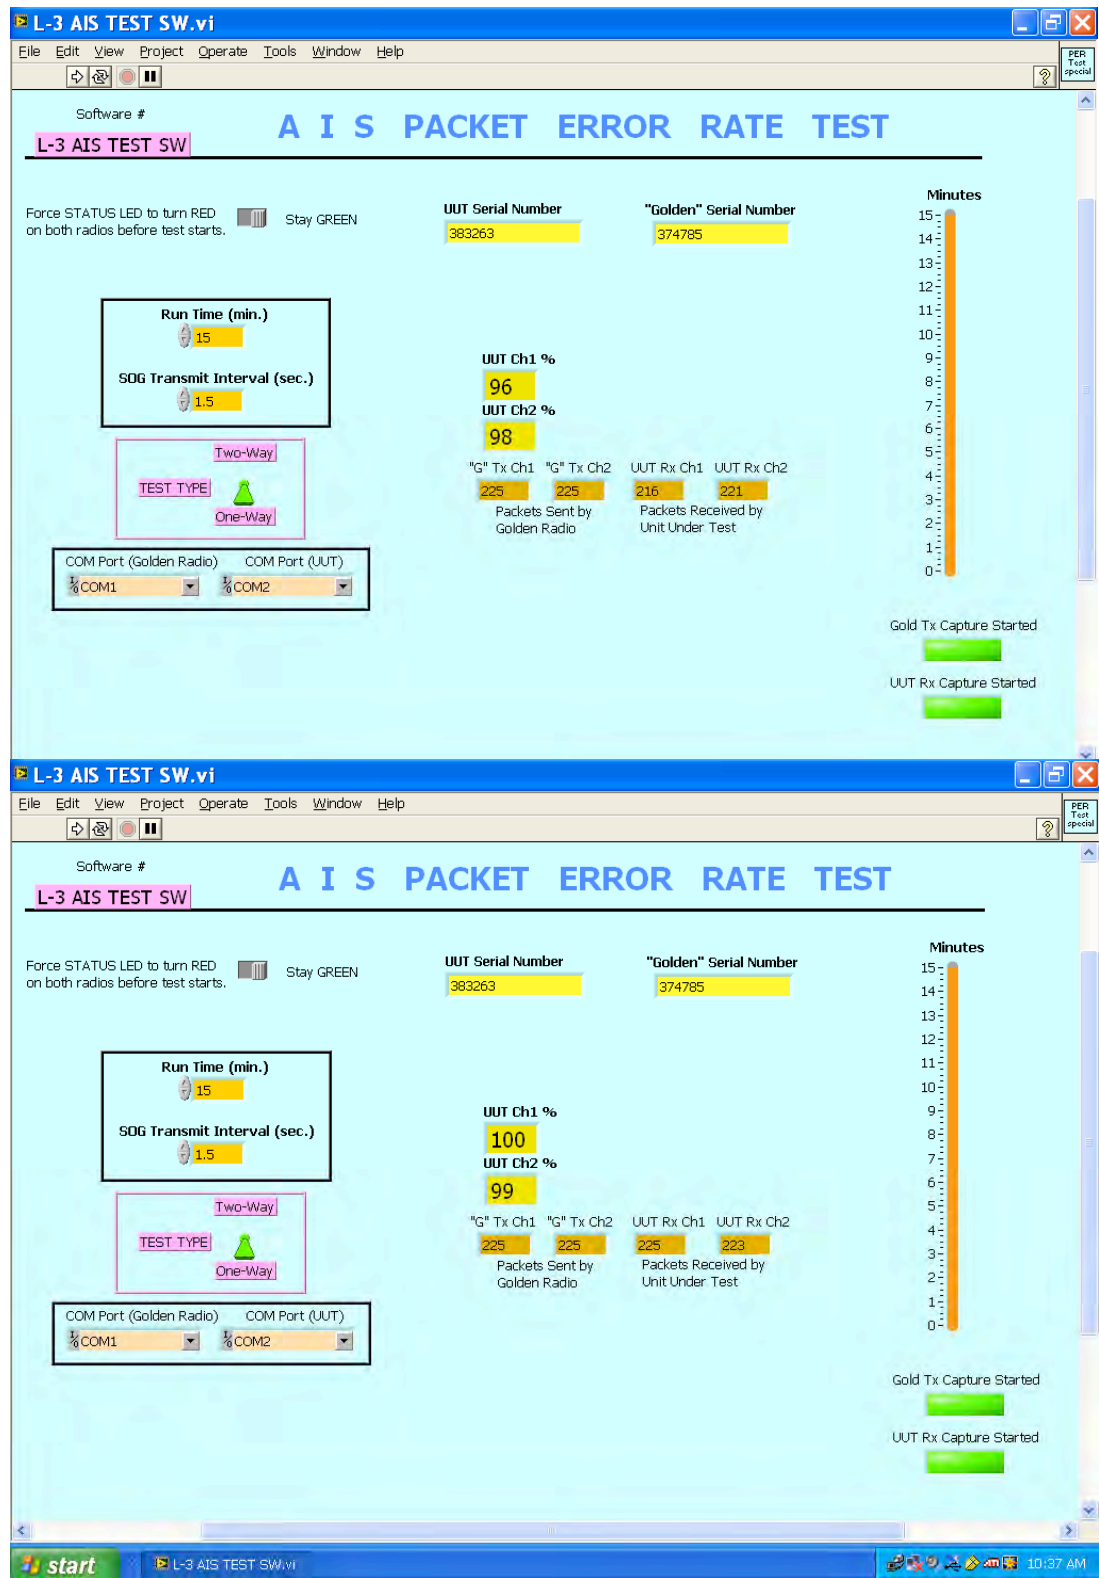 L-3 AIS TEST SW.vi
File Edit View Project Operate Tools Window Help
PER
Test
special
Software #
L-3 AIS TEST SW
A I S PACKET ERROR RATE TEST
Force STATUS LED to turn RED
on both radios before test starts.
Stay GREEN
UUT Serial Number
383263
"Golden" Serial Number
374785
Minutes
15
14
13
12
11
10
9
8
7
6
5
4
3
2
1
0
Run Time (min.)
15
SOG Transmit Interval (sec.)
1.5
UUT Ch1 %
96
UUT Ch2 %
98
Two-Way
TEST TYPE
One-Way
"G" Tx Ch1 "G" Tx Ch2 UUT Rx Ch1 UUT Rx Ch2
225 225 216 221
Packets Sent by
Golden Radio
Packets Received by
Unit Under Test
COM Port (Golden Radio) COM Port (UUT)
COM1 COM2
Gold Tx Capture Started
UUT Rx Capture Started
L-3 AIS TEST SW.vi
File Edit View Project Operate Tools Window Help
PER
Test
special
Software #
L-3 AIS TEST SW
A I S PACKET ERROR RATE TEST
Force STATUS LED to turn RED
on both radios before test starts.
Stay GREEN
UUT Serial Number
383263
"Golden" Serial Number
374785
Minutes
15
14
13
12
11
10
9
8
7
6
5
4
3
2
1
0
Run Time (min.)
15
SOG Transmit Interval (sec.)
1.5
UUT Ch1 %
100
UUT Ch2 %
99
Two-Way
TEST TYPE
One-Way
"G" Tx Ch1 "G" Tx Ch2 UUT Rx Ch1 UUT Rx Ch2
225 225 225 223
Packets Sent by
Golden Radio
Packets Received by
Unit Under Test
COM Port (Golden Radio) COM Port (UUT)
COM1 COM2
Gold Tx Capture Started
UUT Rx Capture Started
start L-3 AIS TEST SW.vi 10:37 AM